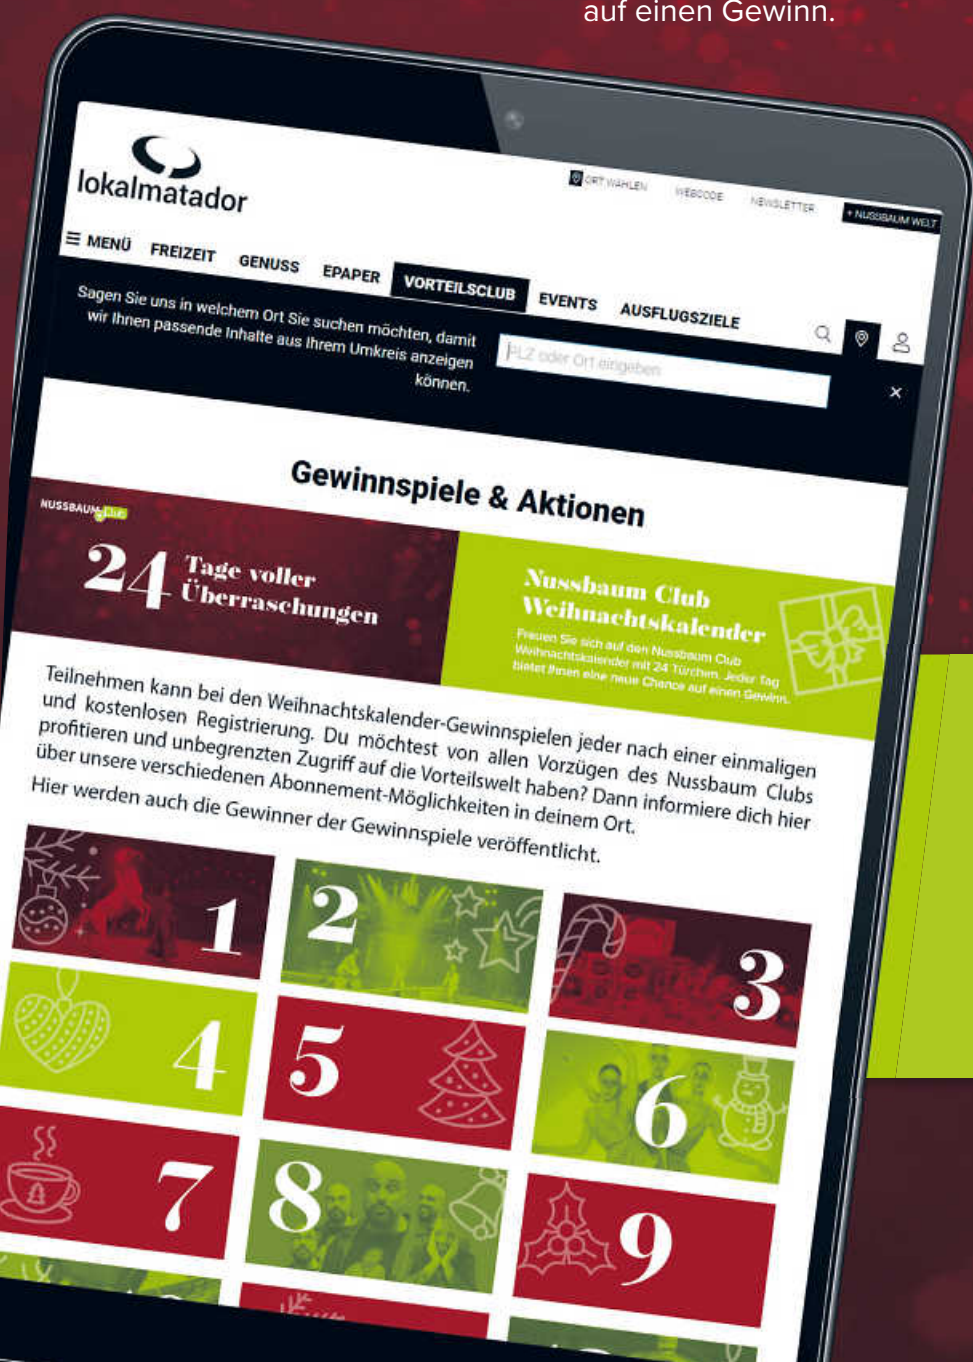 auf einen Gewinn.
lokalmatador
ORT WÄHLEN
WEBCODE
NEWSLETTER
+ NUSSBAUM WELT
MENÜ
FREIZEIT
GENUSS
EPAPER
VORTEILSCLUB
EVENTS
AUSFLUGSZIELE
Sagen Sie uns in welchem Ort Sie suchen möchten, damit
wir Ihnen passende Inhalte aus Ihrem Umkreis anzeigen
können.
PLZ oder Ort eingeben
Gewinnspiele & Aktionen
NUSSBAUM Club
24 Tage voller
Überraschungen
Nussbaum Club
Weihnachtskalender
Freuen Sie sich auf den Nussbaum Club
Weihnachtskalender mit 24 Türchen. Jeder Tag
bietet Ihnen eine neue Chance auf einen Gewinn.
Teilnehmen kann bei den Weihnachtskalender-Gewinnspielen jeder nach einer einmaligen
und kostenlosen Registrierung. Du möchtest von allen Vorzügen des Nussbaum Clubs
profitieren und unbegrenzten Zugriff auf die Vorteilswelt haben? Dann informiere dich hier
über unsere verschiedenen Abonnement-Möglichkeiten in deinem Ort.
Hier werden auch die Gewinner der Gewinnspiele veröffentlicht.
1
2
3
4
5
6
7
8
9